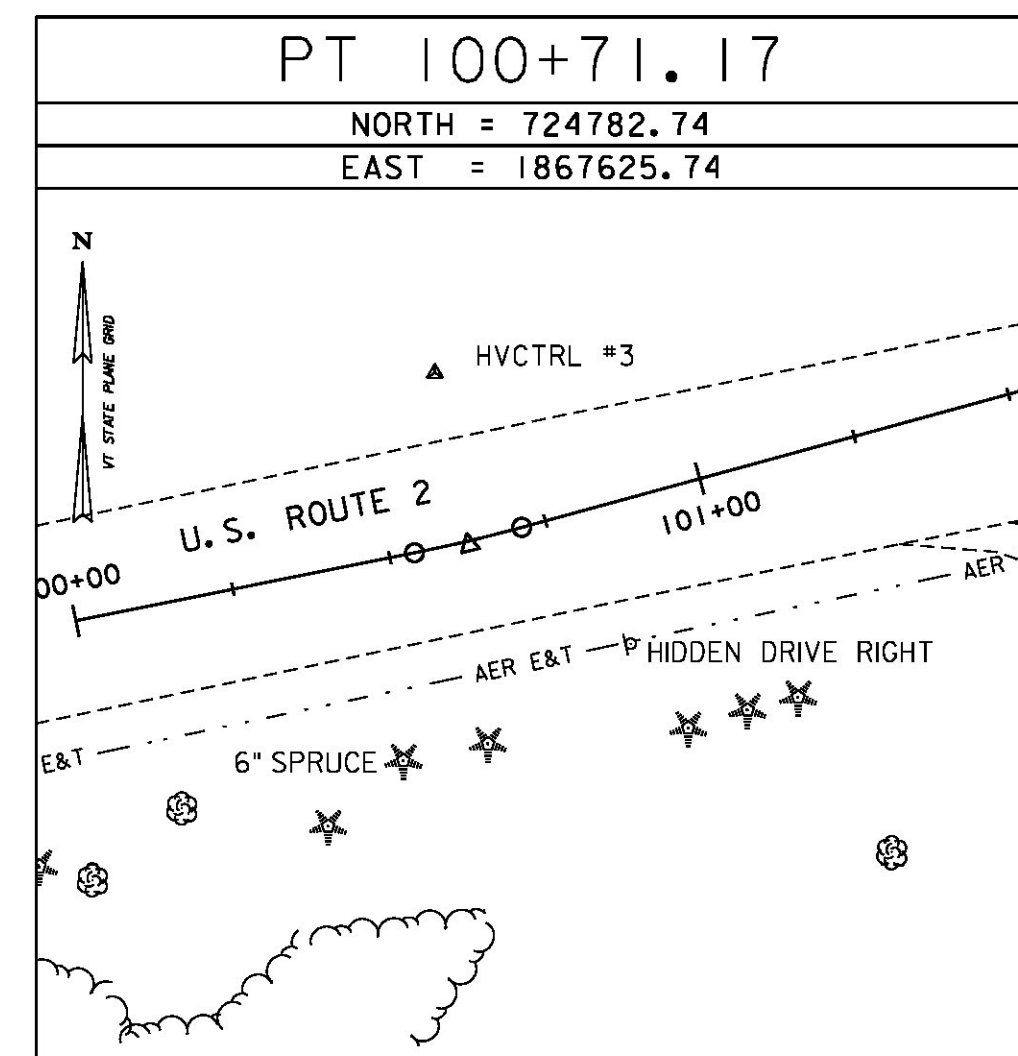 PT 100+71.17
NORTH = 724782.74
EAST = 1867625.74
N
VT STATE PLANE GRID
HVCTRL #3
U.S. ROUTE 2
101+00
00+00
AER
AER E&T
HIDDEN DRIVE RIGHT
E&T
6" SPRUCE